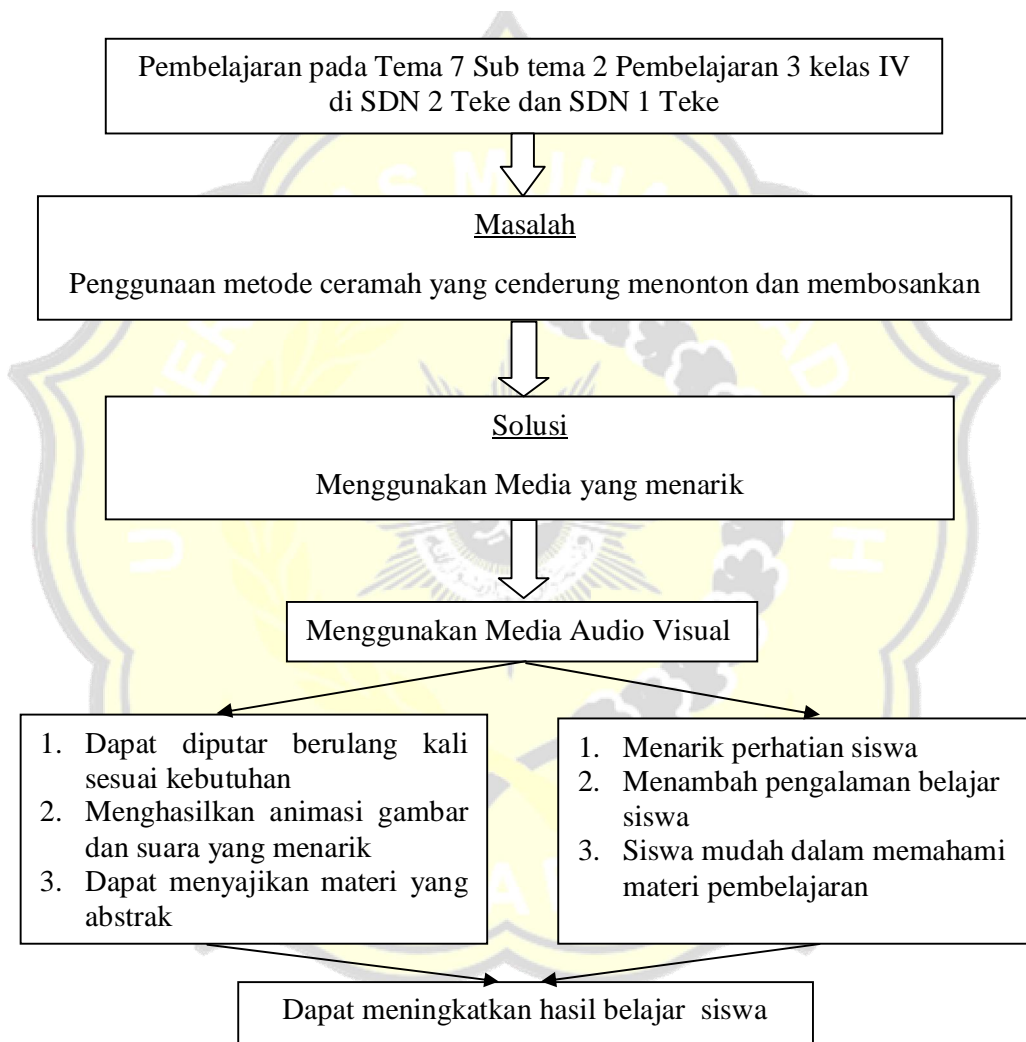 Pembelajaran pada Tema 7 Sub tema 2 Pembelajaran 3 kelas IV
di SDN 2 Teke dan SDN 1 Teke
Masalah
Penggunaan metode ceramah yang cenderung menonton dan membosankan
Solusi
Menggunakan Media yang menarik
Menggunakan Media Audio Visual
1. Dapat diputar berulang kali
sesuai kebutuhan
2. Menghasilkan animasi gambar
dan suara yang menarik
3. Dapat menyajikan materi yang
abstrak
1. Menarik perhatian siswa
2. Menambah pengalaman belajar
siswa
3. Siswa mudah dalam memahami
materi pembelajaran
Dapat meningkatkan hasil belajar siswa